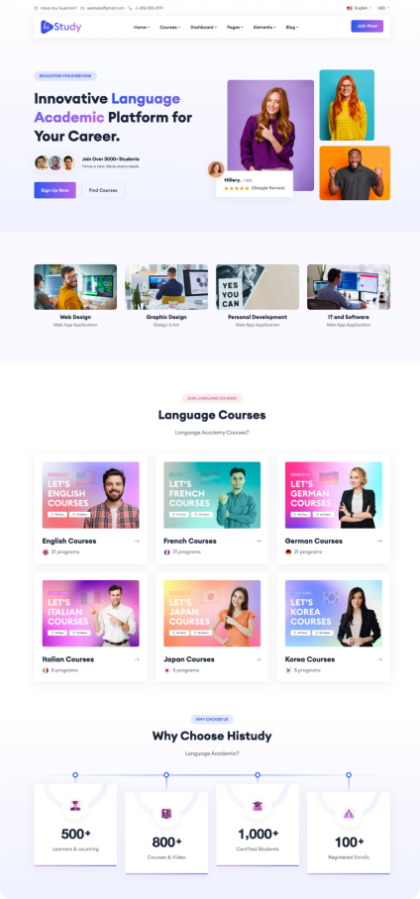 Have any Question?
example@gmail.com
English
USD
HiStudy
Home Courses Dashboard Pages Elements Blog
Join Now
EDUCATION FOR EVERYONE
Innovative Language
Academic Platform for
Your Career.
Join Over 3000+ Students
Have a new ideas every week.
Sign Up Now
Find Courses
Hillery,
(Google Review)
YES
YOU
CAN
Web Design
Web App Application
Graphic Design
Design is Art
Personal Development
Web App Application
IT and Software
Web App Application
OUR LANGUAGE COURSES
Language Courses
Language Academy Courses?
LET'S
ENGLISH
COURSES
English Courses
21 programs
LET'S
FRENCH
COURSES
French Courses
21 programs
LET'S
GERMAN
COURSES
German Courses
21 programs
LET'S
ITALIAN
COURSES
Italian Courses
5 programs
LET'S
JAPAN
COURSES
Japan Courses
5 programs
LET'S
KOREA
COURSES
Korea Courses
5 programs
WHY CHOOSE US
Why Choose Histudy
Language Academic?
500+
Learners & counting
800+
Courses & Video
1,000+
Certified Students
100+
Registered Enrolls